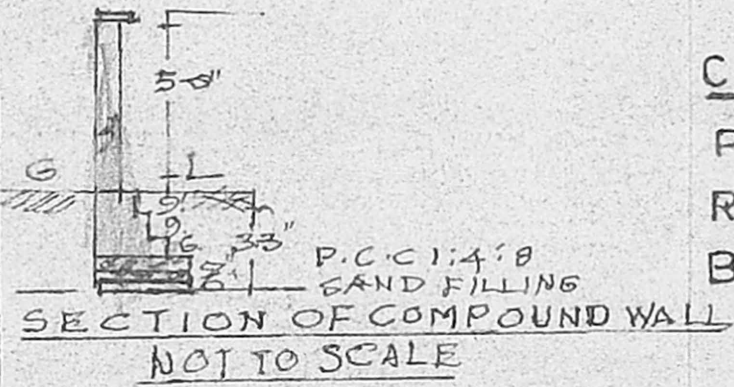 5-0"
C
P
G L
R
9"
9"
6 3-3"
P.C.C 1:4:8
B
SAND FILLING
SECTION OF COMPOUND WALL
NOT TO SCALE